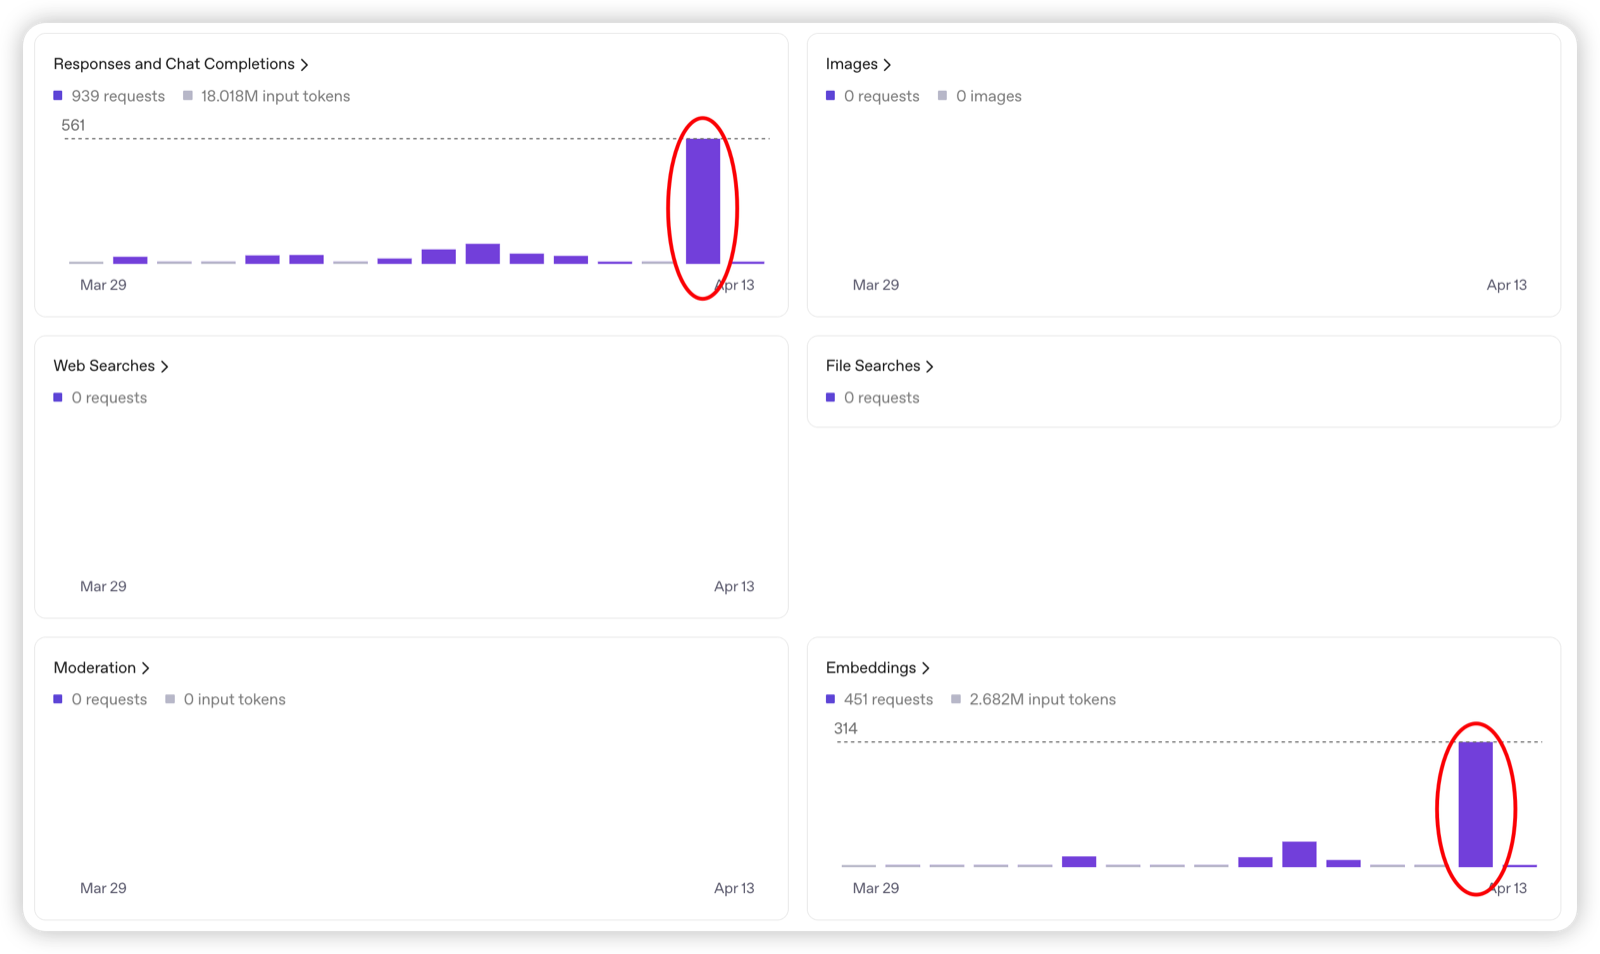 Responses and Chat Completions >
939 requests 18.018M input tokens
561
Mar 29 Apr 13
Images >
0 requests 0 images
Mar 29 Apr 13
Web Searches >
0 requests
Mar 29 Apr 13
File Searches >
0 requests
Moderation >
0 requests 0 input tokens
Mar 29 Apr 13
Embeddings >
451 requests 2.682M input tokens
314
Mar 29 Apr 13